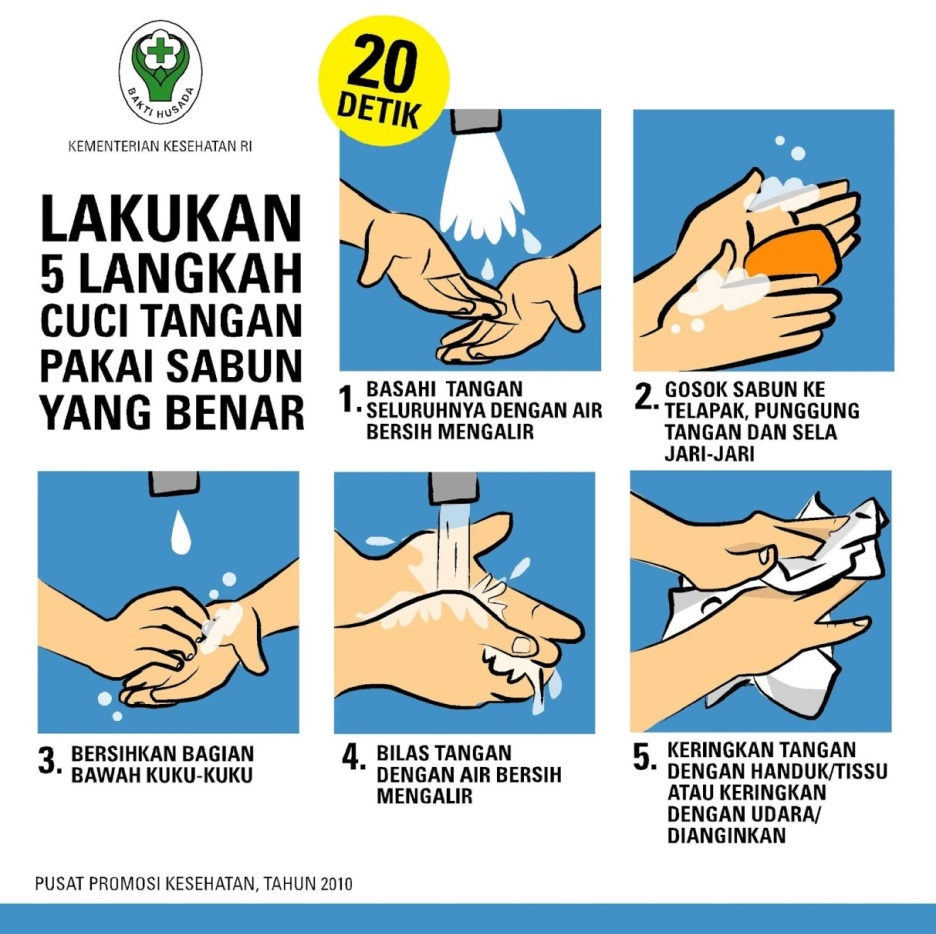 BAKTI HUSADA
KEMENTERIAN KESEHATAN RI
20
DETIK
LAKUKAN
5 LANGKAH
CUCI TANGAN
PAKAI SABUN
YANG BENAR
1. BASAHI TANGAN
SELURUHNYA DENGAN AIR
BERSIH MENGALIR
2. GOSOK SABUN KE
TELAPAK, PUNGGUNG
TANGAN DAN SELA
JARI-JARI
3. BERSIHKAN BAGIAN
BAWAH KUKU-KUKU
4. BILAS TANGAN
DENGAN AIR BERSIH
MENGALIR
5. KERINGKAN TANGAN
DENGAN HANDUK/TISSU
ATAU KERINGKAN
DENGAN UDARA/
DIANGINKAN
PUSAT PROMOSI KESEHATAN, TAHUN 2010